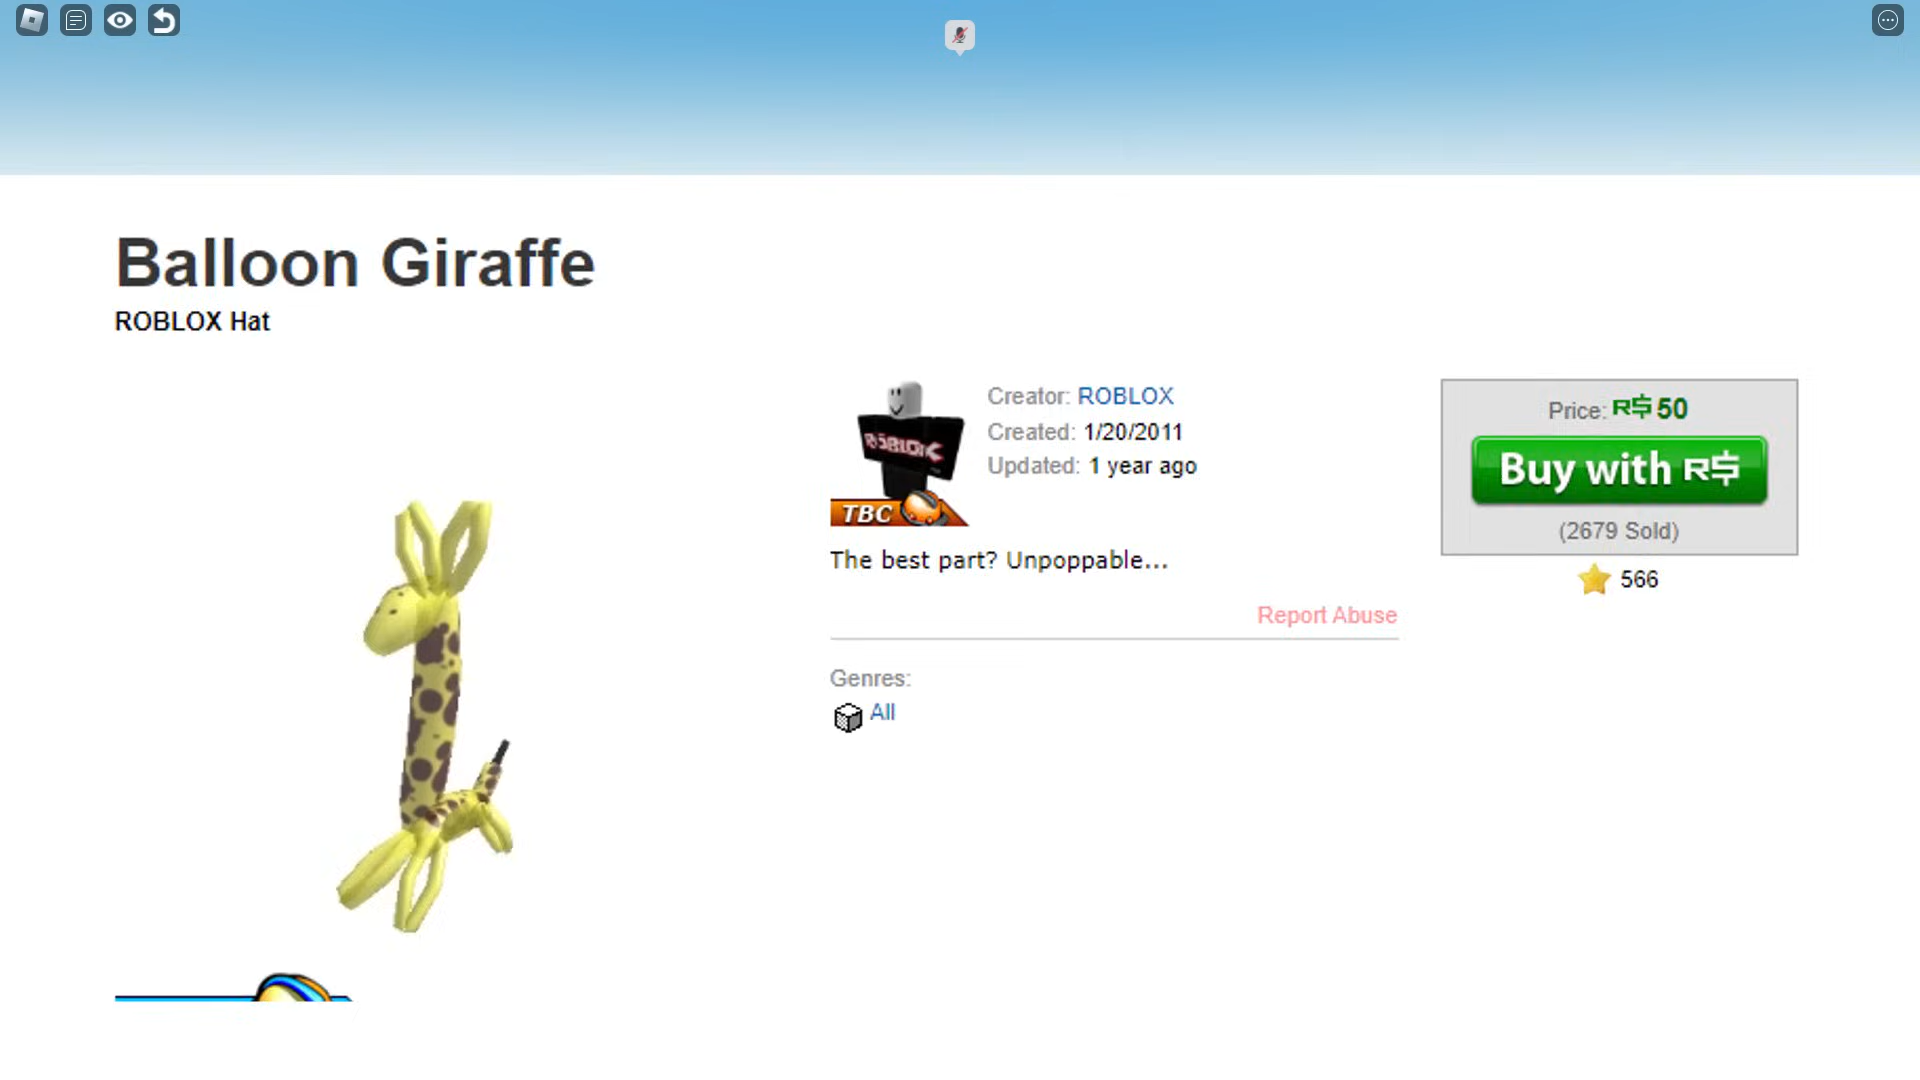 Balloon Giraffe
ROBLOX Hat
ROBLOX
TBC
Creator: ROBLOX
Created: 1/20/2011
Updated: 1 year ago
The best part? Unpoppable...
Report Abuse
Genres:
All
Price: R$ 50
Buy with R$
(2679 Sold)
566